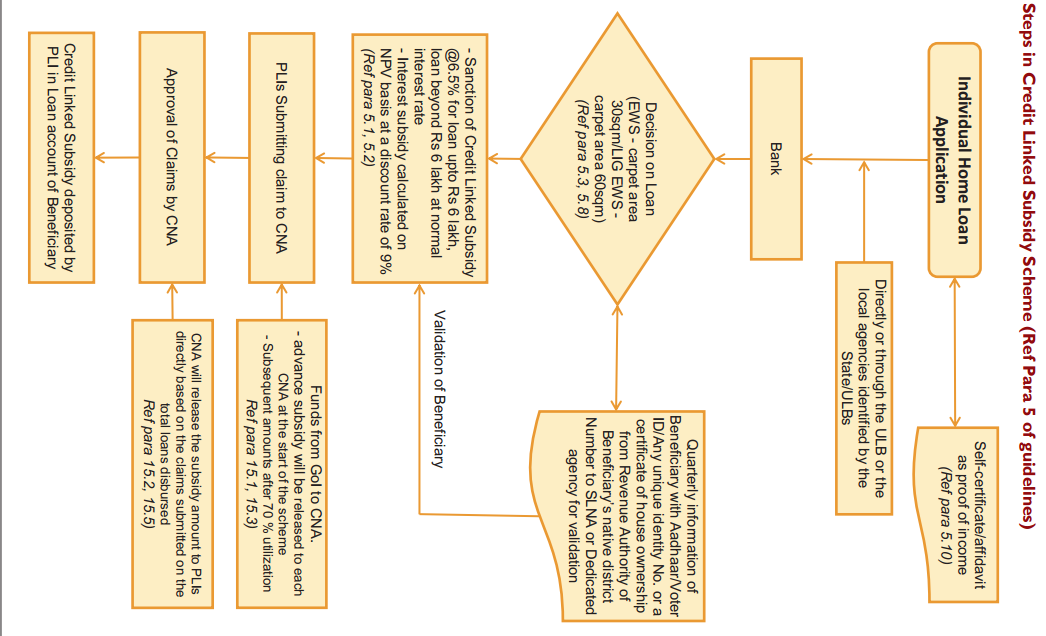 Steps in Credit Linked Subsidy Scheme (Ref Para 5 of guidelines)
Individual Home Loan
Application
Self-certificate/affidavit
as proof of income
(Ref para 5.10)
Directly or through the ULB or the
local agencies identified by the
State/ULBs
Bank
Decision on Loan
(EWS - carpet area
30sqm/LIG EWS -
carpet area 60sqm)
(Ref para 5.3, 5.8)
Quarterly information of
Beneficiary with Aadhaar/Voter
ID/Any unique identity No. or a
certificate of house ownership
from Revenue Authority of
Beneficiary's native district
Number to SLNA or Dedicated
agency for validation
Validation of Beneficiary
- Sanction of Credit Linked Subsidy
@6.5% for loan upto Rs 6 lakh,
loan beyond Rs 6 lakh at normal
interest rate
- Interest subsidy calculated on
NPV basis at a discount rate of 9%
(Ref para 5.1, 5.2)
PLIs Submitting claim to CNA
Funds from GoI to CNA.
- advance subsidy will be released to each
CNA at the start of the scheme
- Subsequent amounts after 70 % utilization
Ref para 15.1, 15.3)
Approval of Claims by CNA
CNA will release the subsidy amount to PLIs
directly based on the claims submitted on the
total loans disbursed
Ref para 15.2, 15.5)
Credit Linked Subsidy deposited by
PLI in Loan account of Beneficiary